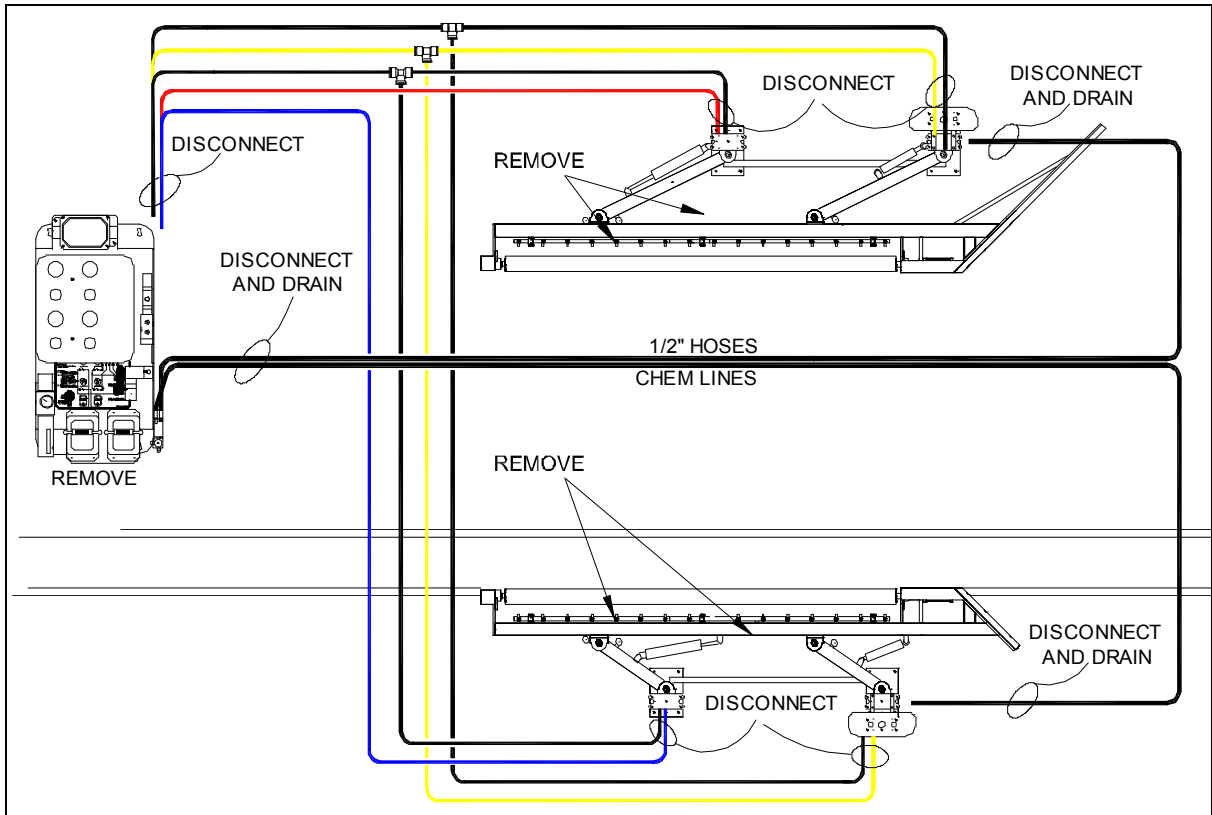 DISCONNECT
DISCONNECT
AND DRAIN
DISCONNECT
REMOVE
DISCONNECT
AND DRAIN
1/2" HOSES
CHEM LINES
REMOVE
REMOVE
DISCONNECT
AND DRAIN
DISCONNECT